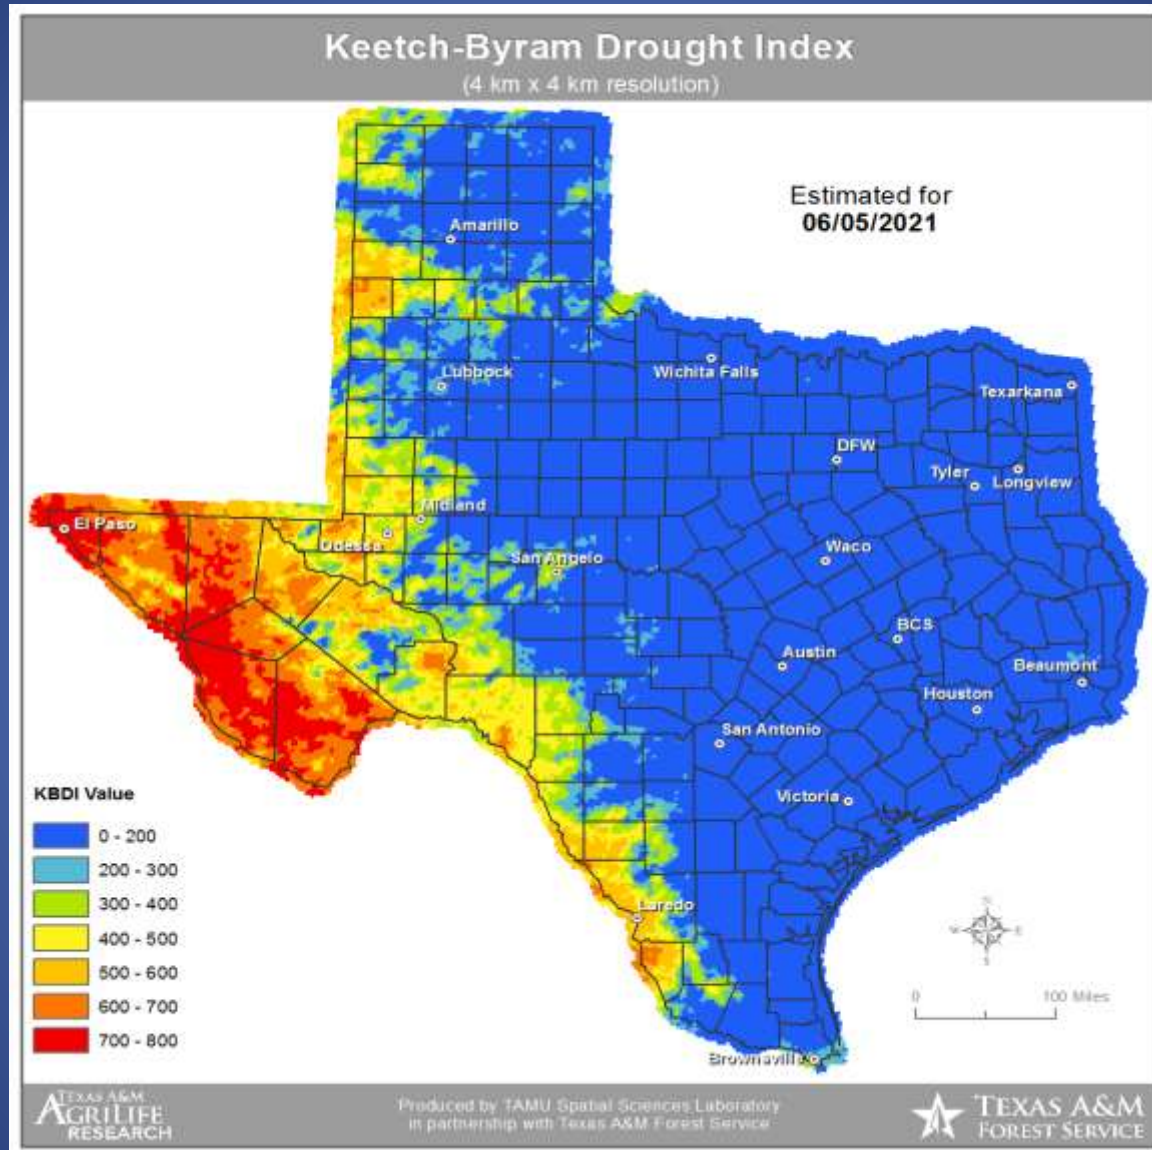 Keetch-Byram Drought Index
(4 km x 4 km resolution)
Estimated for
06/05/2021
Amarillo
Lubbock
Wichita Falls
Texarkana
DFW
Tyler
Longview
Midland
El Paso
Odessa
San Angelo
Waco
BCS
Austin
Beaumont
Houston
San Antonio
Victoria
Laredo
Brownsville
KBDI Value
0 - 200
200 - 300
300 - 400
400 - 500
500 - 600
600 - 700
700 - 800
N
W E
S
0 100 Miles
TEXAS A&M
AGRILIFE
RESEARCH
Produced by TAMU Spatial Sciences Laboratory
in partnership with Texas A&M Forest Service
TEXAS A&M
FOREST SERVICE